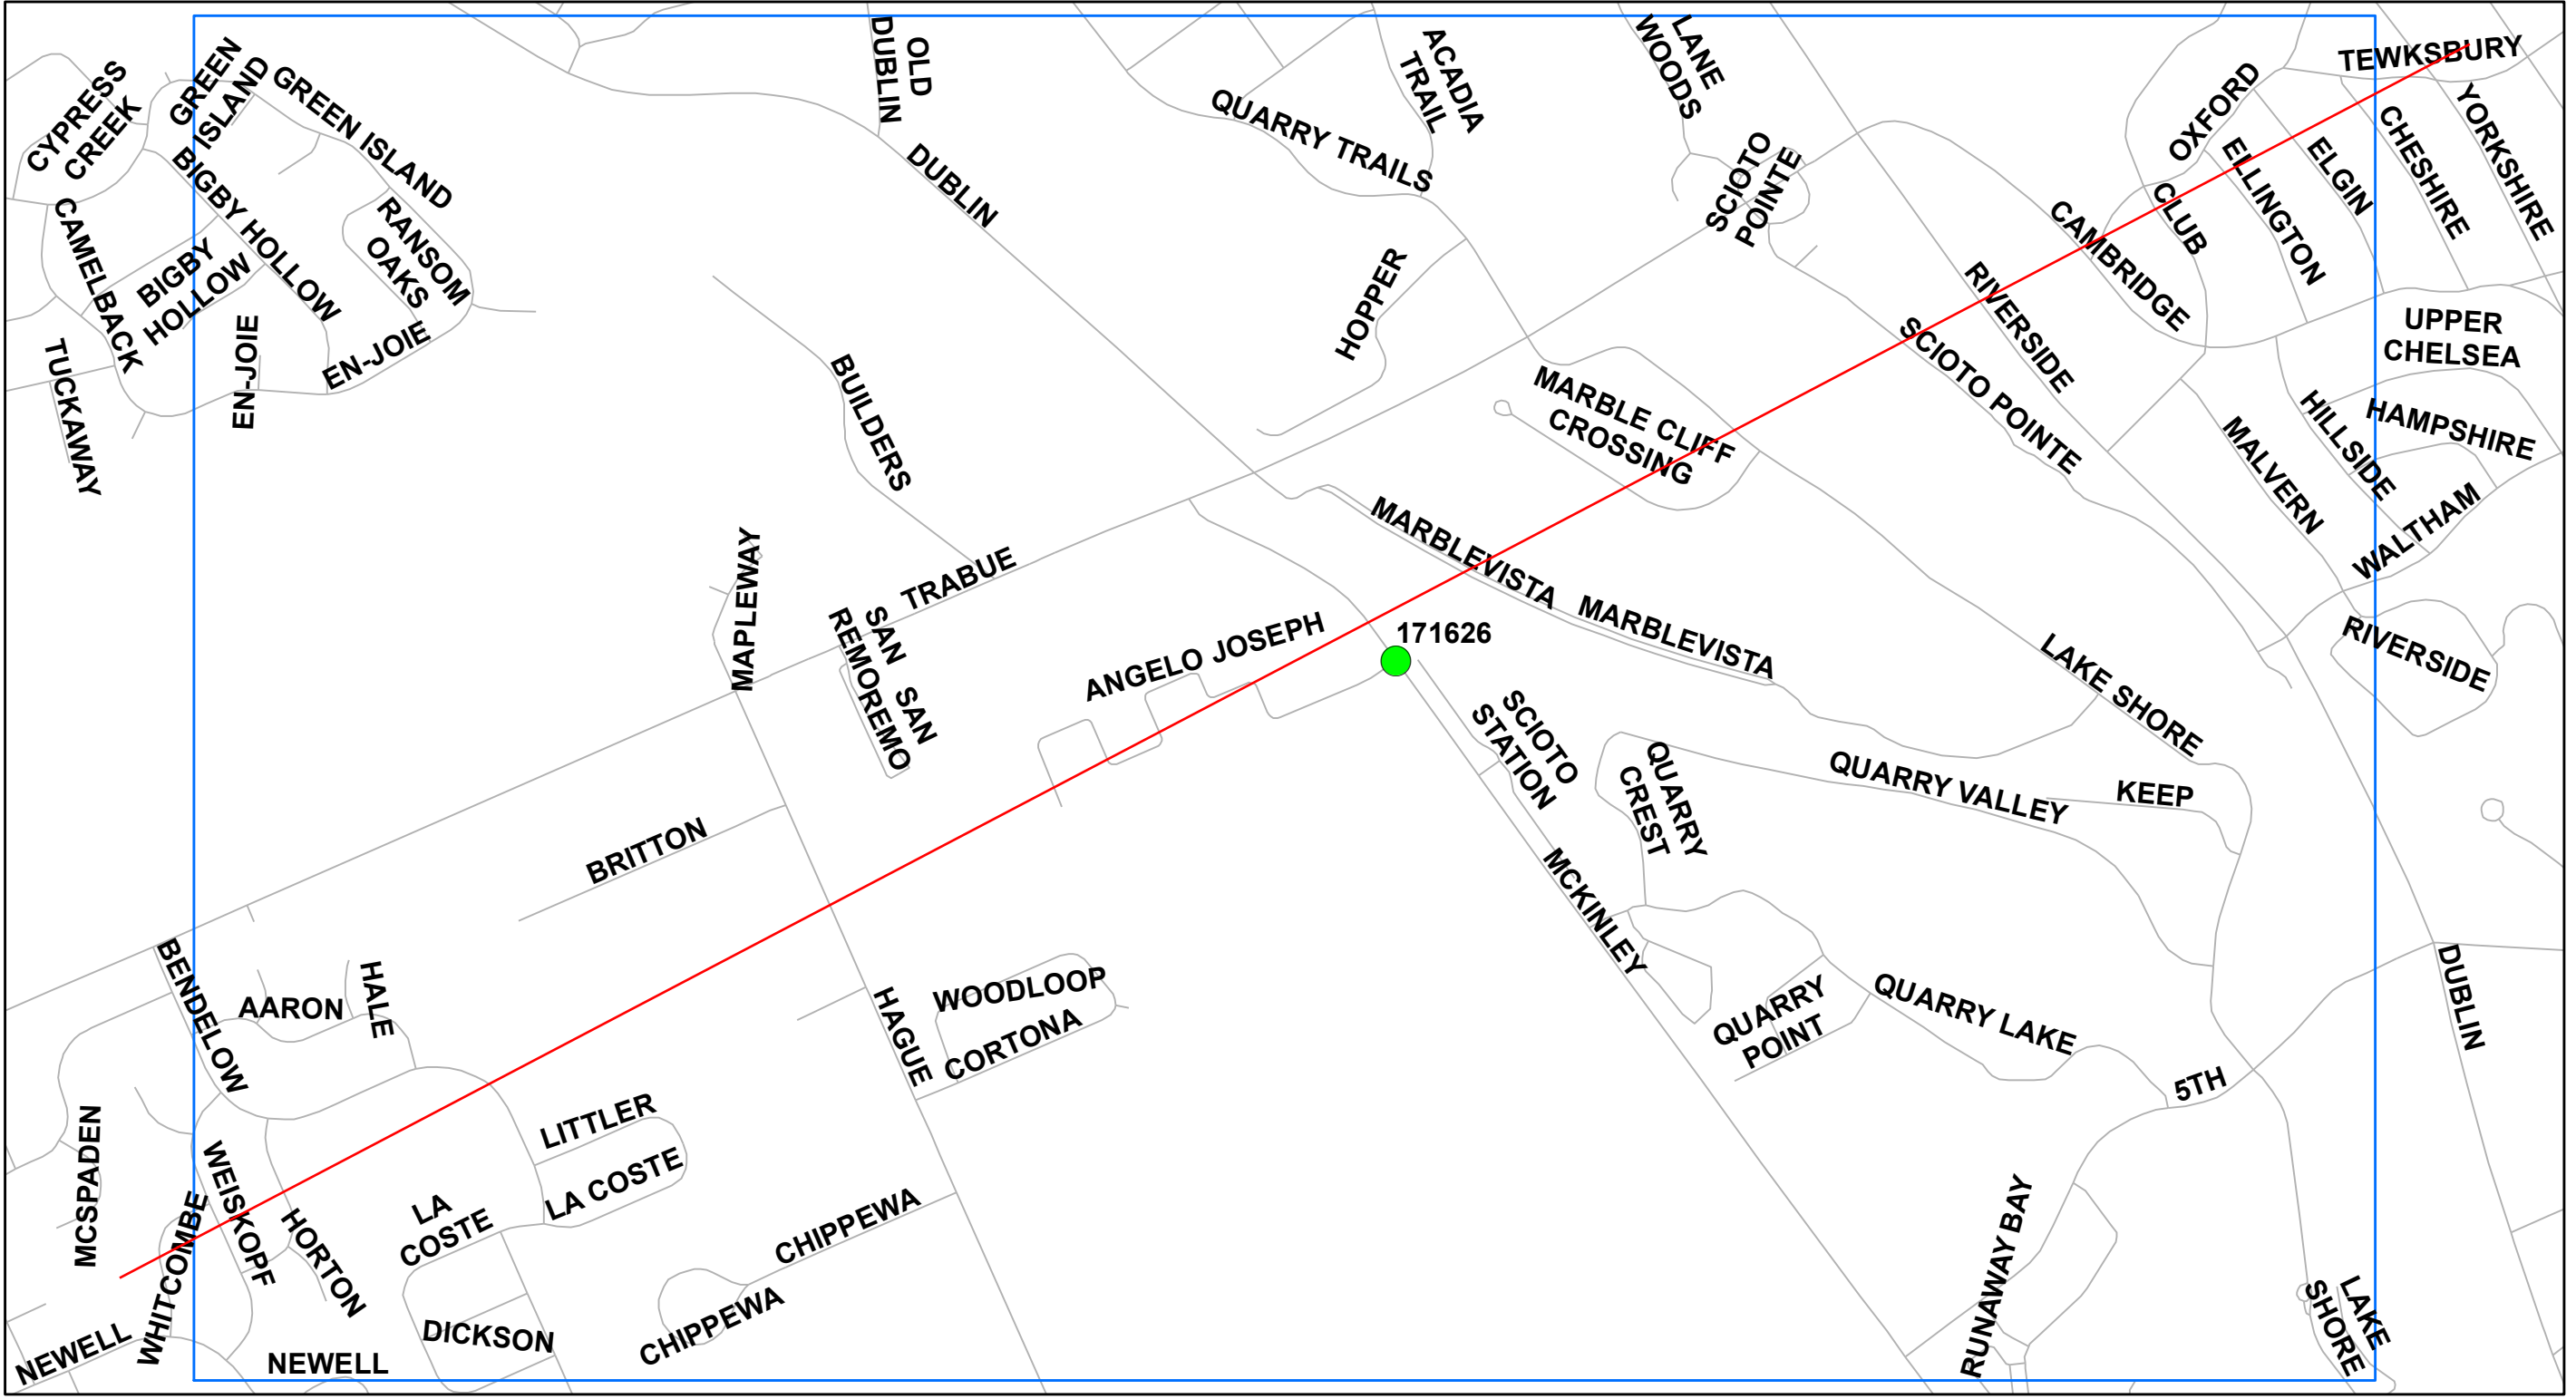 OLD
DUBLIN
LANE
WOODS
ACADIA
TRAIL
TEWKSBURY
GREEN
ISLAND
GREEN ISLAND
CYPRESS
CREEK
QUARRY TRAILS
OXFORD
YORKSHIRE
CHESHIRE
ELGIN
ELLINGTON
CLUB
SCIOTO
POINTE
BIGBY HOLLOW
DUBLIN
RANSOM
OAKS
CAMELBACK
BIGBY
HOLLOW
CAMBRIDGE
HOPPER
RIVERSIDE
EN-JOIE
EN-JOIE
UPPER
CHELSEA
SCIOTO POINTE
TUCKAWAY
BUILDERS
MARBLE CLIFF
CROSSING
HAMPSHIRE
HILLSIDE
MALVERN
WALTHAM
MARBLEVISTA
MAPLEWAY
TRABUE
MARBLEVISTA
SAN
REMO
SAN
REMO
ANGELO JOSEPH
171626
RIVERSIDE
LAKE SHORE
SCIOTO
STATION
QUARRY
CREST
QUARRY VALLEY
KEEP
BRITTON
MCKINLEY
BENDELOW
AARON
HALE
WOODLOOP
CORTONA
HAGUE
QUARRY
POINT
QUARRY LAKE
DUBLIN
5TH
LITTLER
LA COSTE
MCSPADEN
WEISKOPF
WHITCOMBE
HORTON
LA
COSTE
CHIPPEWA
RUNAWAY BAY
CHIPPEWA
DICKSON
NEWELL
NEWELL
LAKE
SHORE